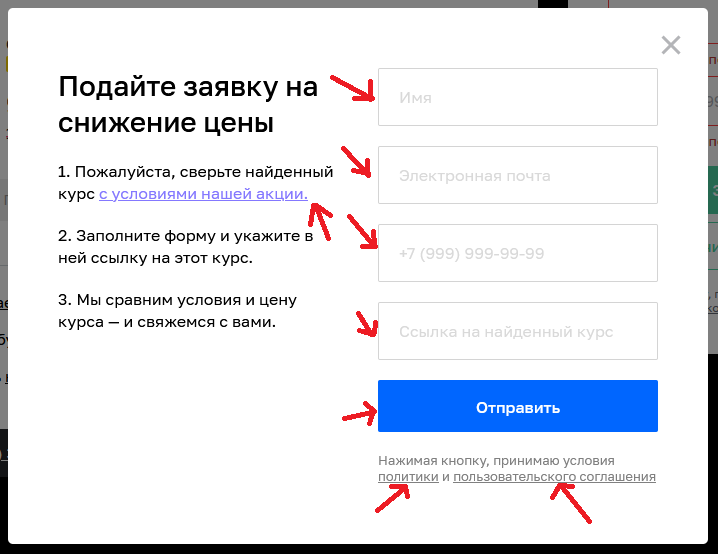 Подайте заявку на
снижение цены
1. Пожалуйста, сверьте найденный
курс с условиями нашей акции.
2. Заполните форму и укажите в
ней ссылку на этот курс.
3. Мы сравним условия и цену
курса — и свяжемся с вами.
Имя
Электронная почта
+7 (999) 999-99-99
Ссылка на найденный курс
Отправить
Нажимая кнопку, принимаю условия
политики и пользовательского соглашения